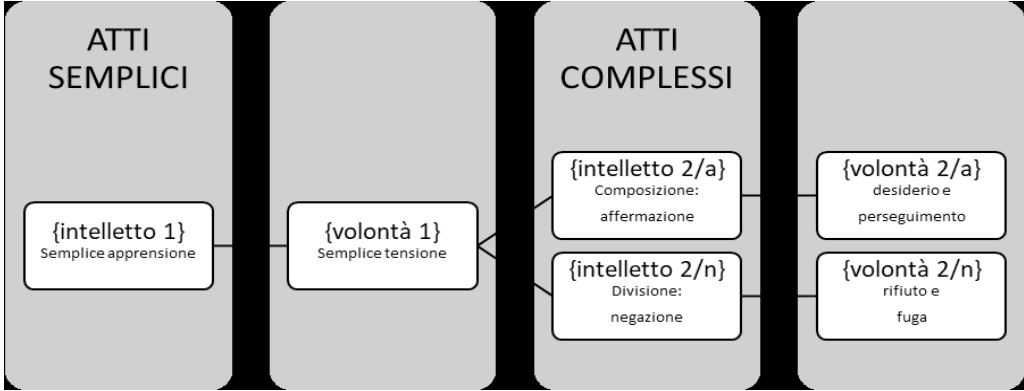 ATTI
SEMPLICI
{intelletto 1}
Semplice apprensione
{volontà 1}
Semplice tensione
ATTI
COMPLESSI
{intelletto 2/a}
Composizione:
affermazione
{intelletto 2/n}
Divisione:
negazione
{volontà 2/a}
desiderio e
perseguimento
{volontà 2/n}
rifiuto e
fuga